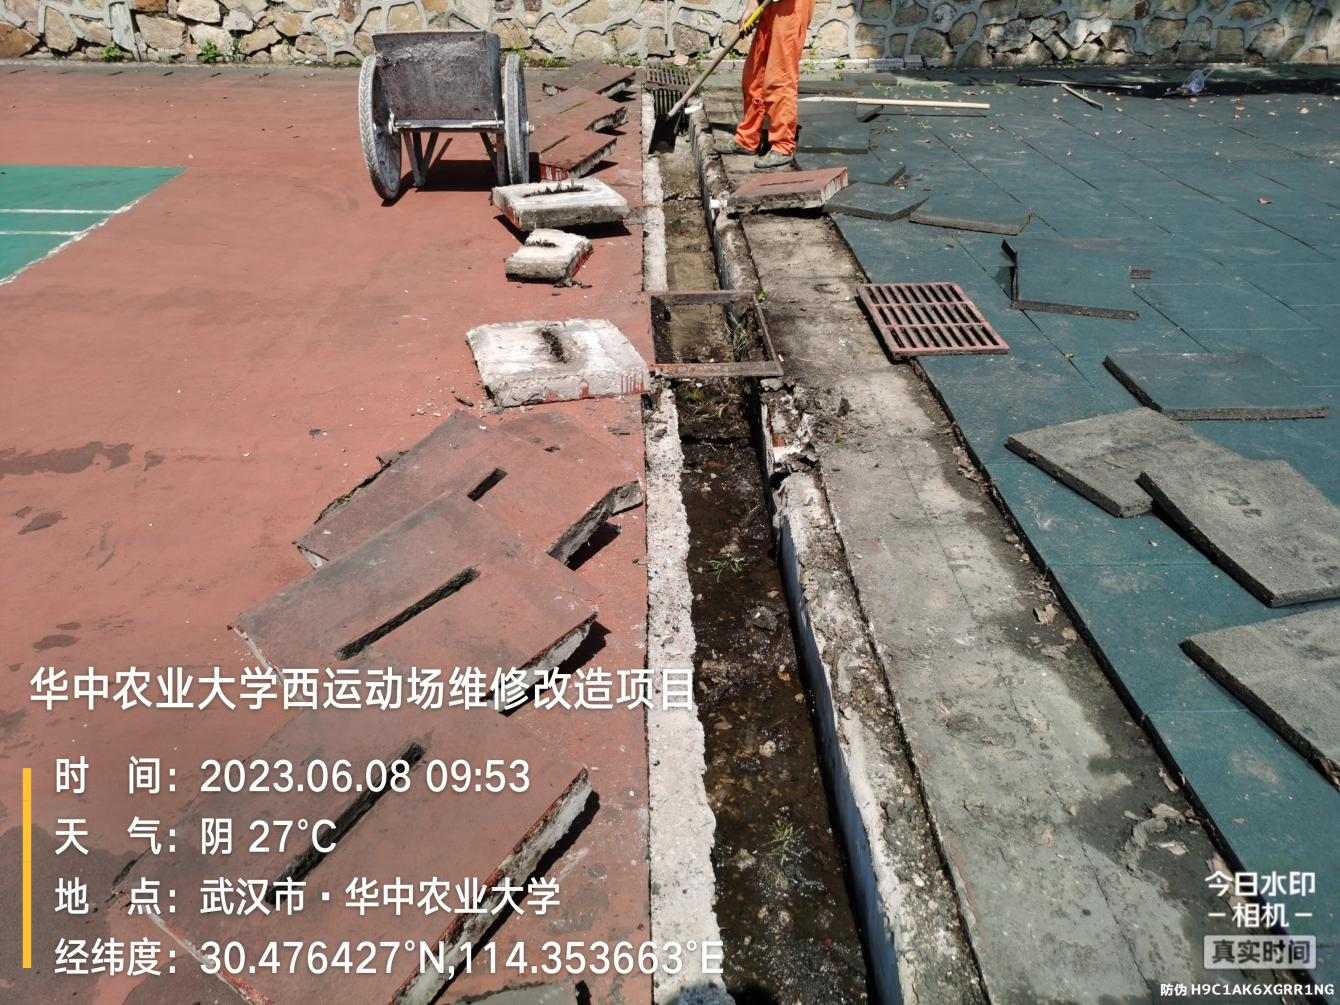 华中农业大学西运动场维修改造项目
时 间：2023.06.08 09:53
天 气：阴 27°C
地 点：武汉市·华中农业大学
经纬度：30.476427°N,114.353663°E
今日水印
-相机-
真实时间
防伪 H9C1AK6XGRR1NG